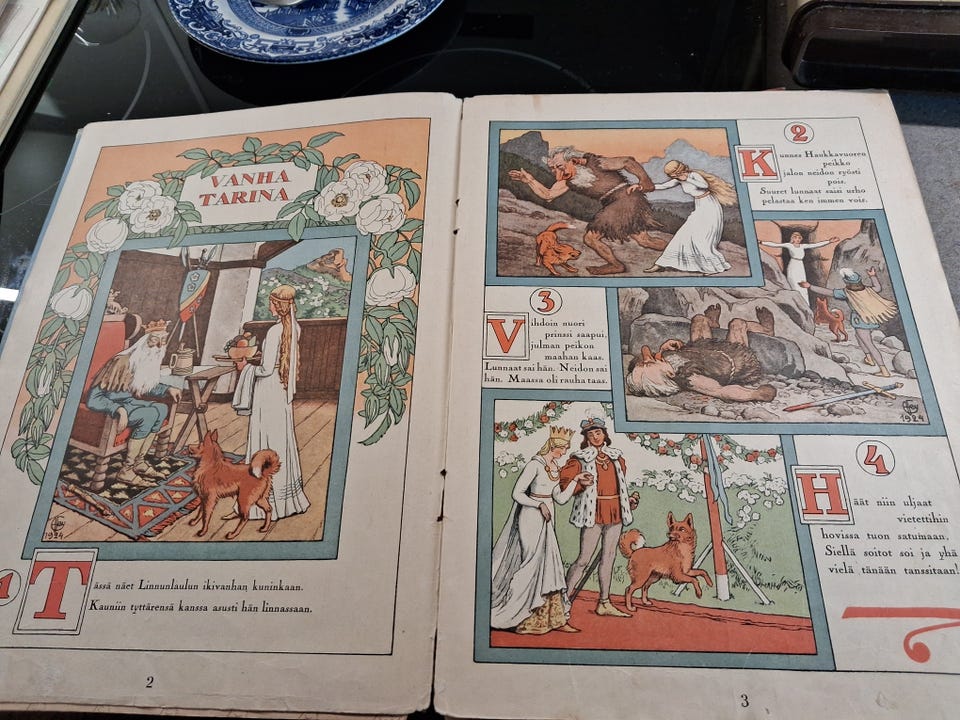 VANHA
TARINA
1924
1
Tässä näet Linnunlaulun ikivanhan kuninkaan.
Kauniin tyttärensä kanssa asusti hän linnassaan.
2
2
Kunnes Haukkavuoren
peikko
jalon neidon ryösti
pois.
Suuret lunnaat saisi urho
pelastaa ken immen vois.
3
Vihdoin nuori
prinssi saapui,
julman peikon
maahan kaas.
Lunnaat sai hän. Neidon sai
hän. Maassa oli rauha taas.
1924
4
Häät niin uljaat
vietettihin
hovissa tuon satumaan.
Siellä soitot soi ja yhä
vielä tänään tanssitaan!
3